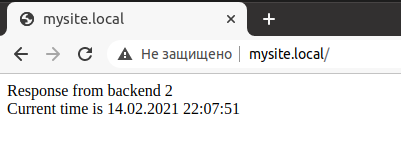 mysite.local
Не защищено
mysite.local/
Response from backend 2
Current time is 14.02.2021 22:07:51